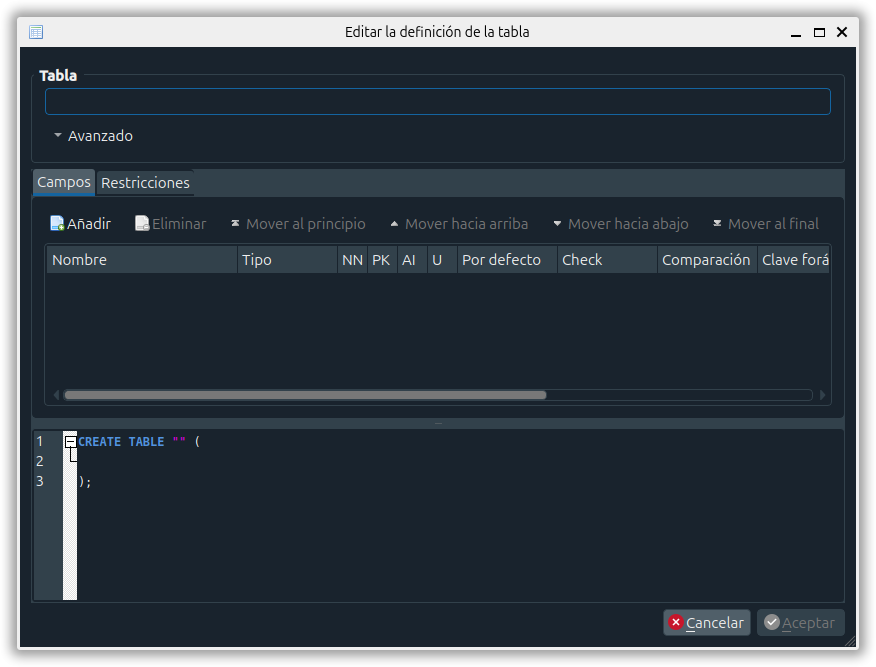 Editar la definición de la tabla
Tabla
Avanzado
Campos Restricciones
Añadir Eliminar Mover al principio Mover hacia arriba Mover hacia abajo Mover al final
Nombre Tipo NN PK AI U Por defecto Check Comparación Clave forá
1 CREATE TABLE "" (
2
3 );
Cancelar Aceptar